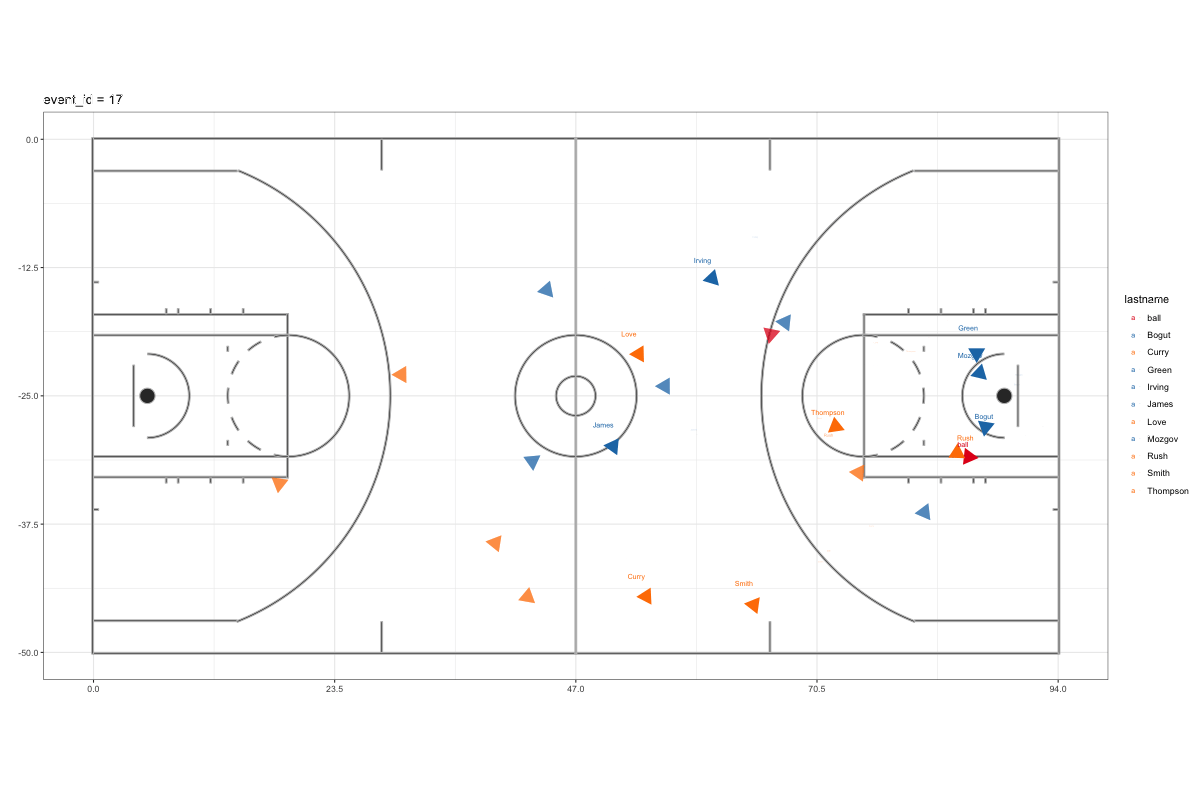 event_id = 17
0.0
-12.5
-25.0
-37.5
-50.0
0.0
23.5
47.0
70.5
94.0
Irving
Love
Green
James
Thompson
Bogut
Rush
ball
Curry
Smith
lastname
a ball
a Bogut
a Curry
a Green
a Irving
a James
a Love
a Mozgov
a Rush
a Smith
a Thompson